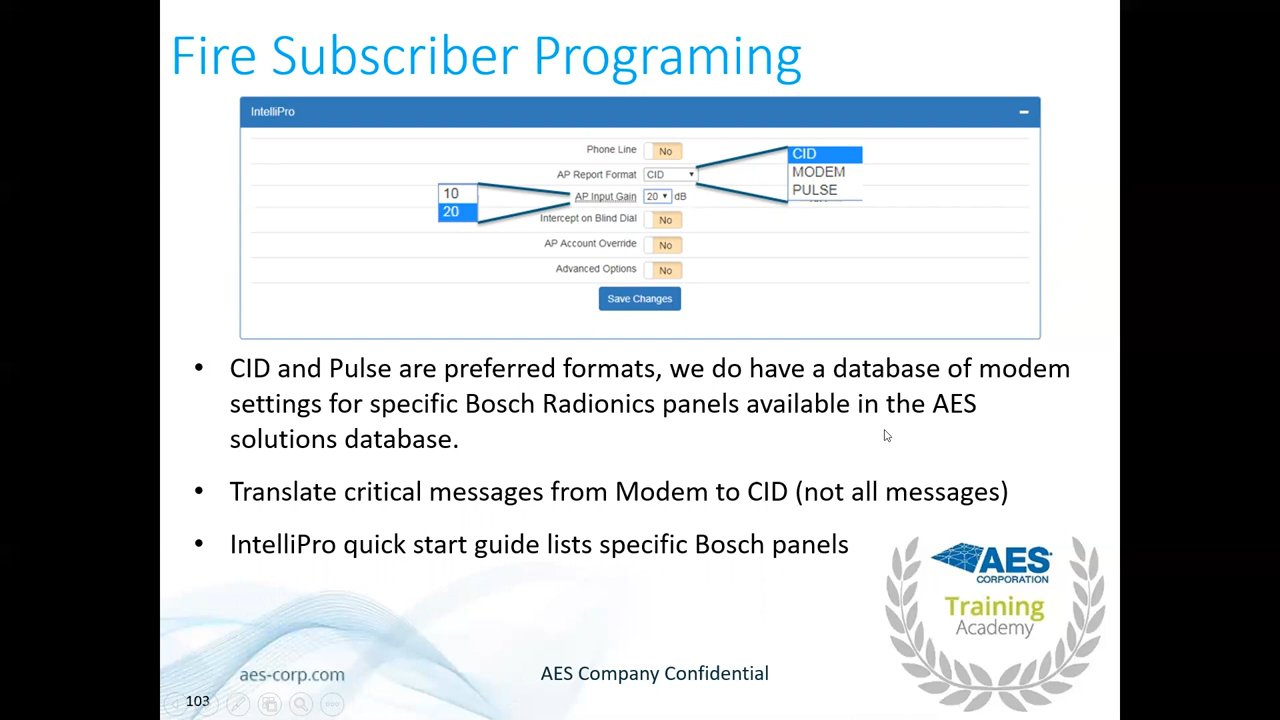 Fire Subscriber Programing
IntelliPro
Phone Line No
AP Report Format CID
CID
MODEM
PULSE
10
20
AP Input Gain 20 dB
Intercept on Blind Dial No
AP Account Override No
Advanced Options No
Save Changes
• CID and Pulse are preferred formats, we do have a database of modem
settings for specific Bosch Radionics panels available in the AES
solutions database.
• Translate critical messages from Modem to CID (not all messages)
• IntelliPro quick start guide lists specific Bosch panels
AES
CORPORATION
Training
Academy
aes-corp.com
AES Company Confidential
103